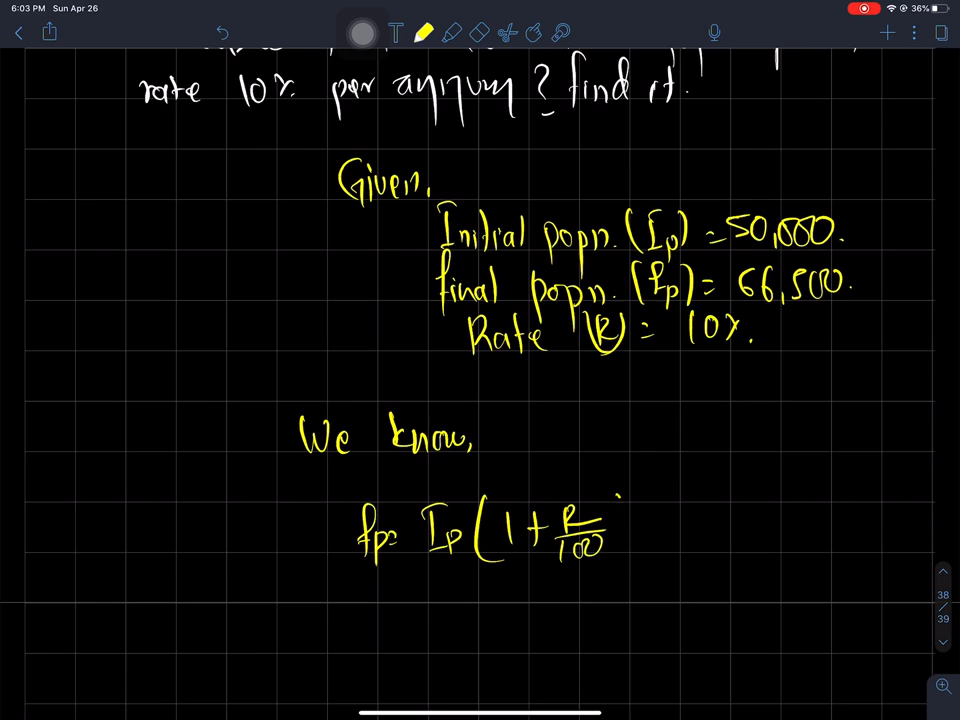 6:03 PM Sun Apr 26
36%
T
rate 10% per annum? find it.
Given,
Initial popn. (Ip) = 50,000.
final popn. (fp) = 66,500.
Rate (R) = 10%.
We know,
fp = Ip ( 1 + R/100
38
/
39